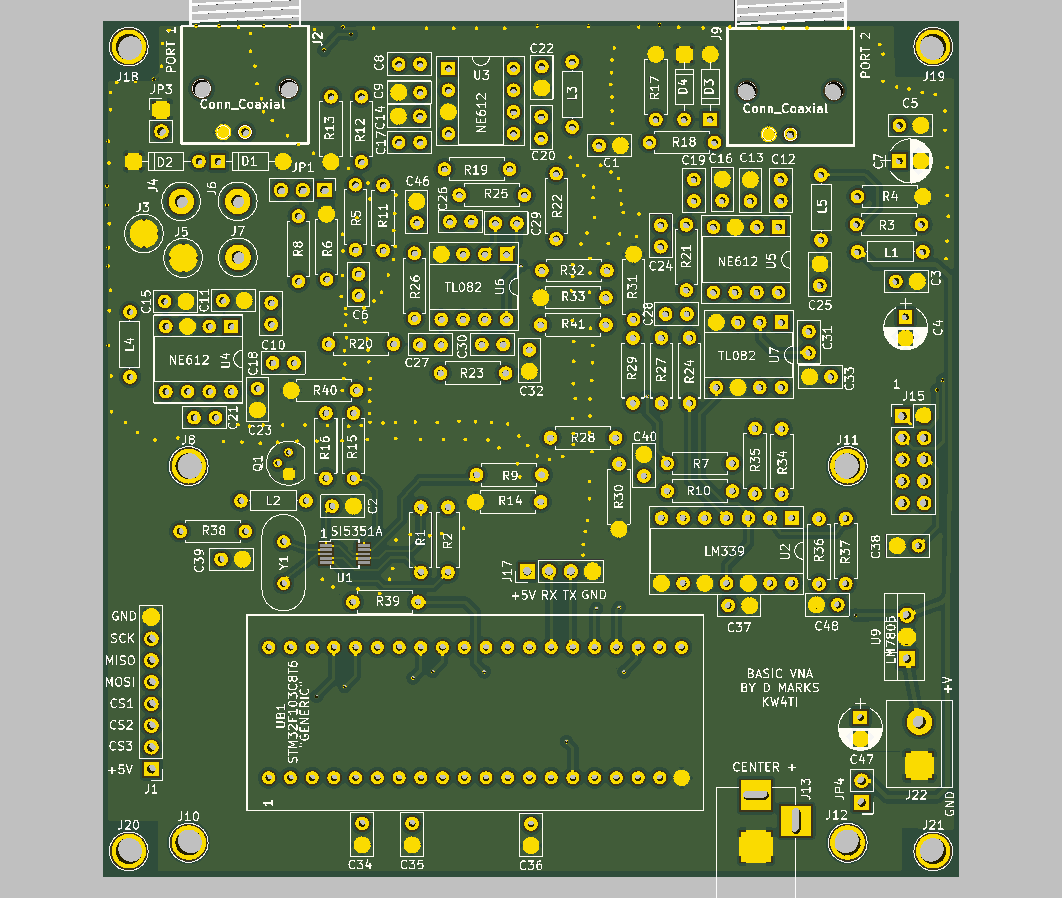 J2
J9
PORT 1
PORT 2
J18
J19
C8
U3
C22
JP3
C9
NE612
L3
R17
D4
D3
C5
Conn_Coaxial
Conn_Coaxial
C14
R13
R12
C17
C20
C1
R18
C7
D2
D1
JP1
R19
C19
C16
C13
C12
J4
J6
C46
R25
R4
J3
R5
R11
C26
C29
R22
L5
J5
J7
R8
R6
C24
R21
R3
L1
NE612
U5
R26
TL082
U6
R32
R31
C25
C3
C15
C11
C6
R33
C28
C4
C10
R41
L4
NE612
U4
R20
C27
C30
TL082
U7
C31
C18
R23
C32
R29
R27
R24
C33
R40
C21
C23
1
J15
J8
R16
R15
R28
C40
R35
R34
J11
Q1
R9
R7
R14
R30
R10
L2
C2
R38
SI5351A
1
R1
R2
LM339
U2
R36
R37
C38
C39
Y1
U1
J17
+5V RX TX GND
R39
C37
C48
U9
LM7805
GND
SCK
MISO
MOSI
CS1
CS2
CS3
+5V
J1
UB1
STM32F103C8T6
"GENERIC"
1
BASIC VNA
BY D MARKS
KW4TI
+V
C47
CENTER +
J13
JP4
J22
GND
J20
J10
J12
J21
C34
C35
C36